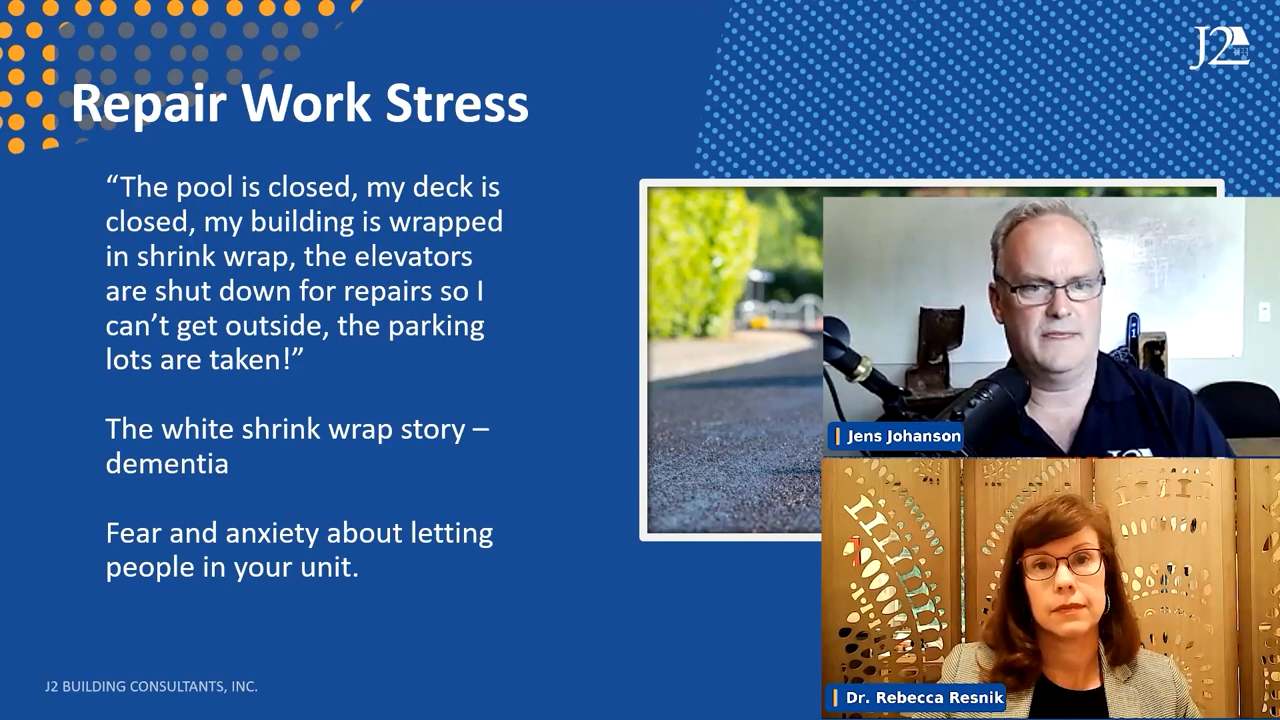 J2
Repair Work Stress
“The pool is closed, my deck is
closed, my building is wrapped
in shrink wrap, the elevators
are shut down for repairs so I
can’t get outside, the parking
lots are taken!”
The white shrink wrap story –
dementia
Fear and anxiety about letting
people in your unit.
Jens Johanson
J2
Dr. Rebecca Resnik
J2 BUILDING CONSULTANTS, INC.